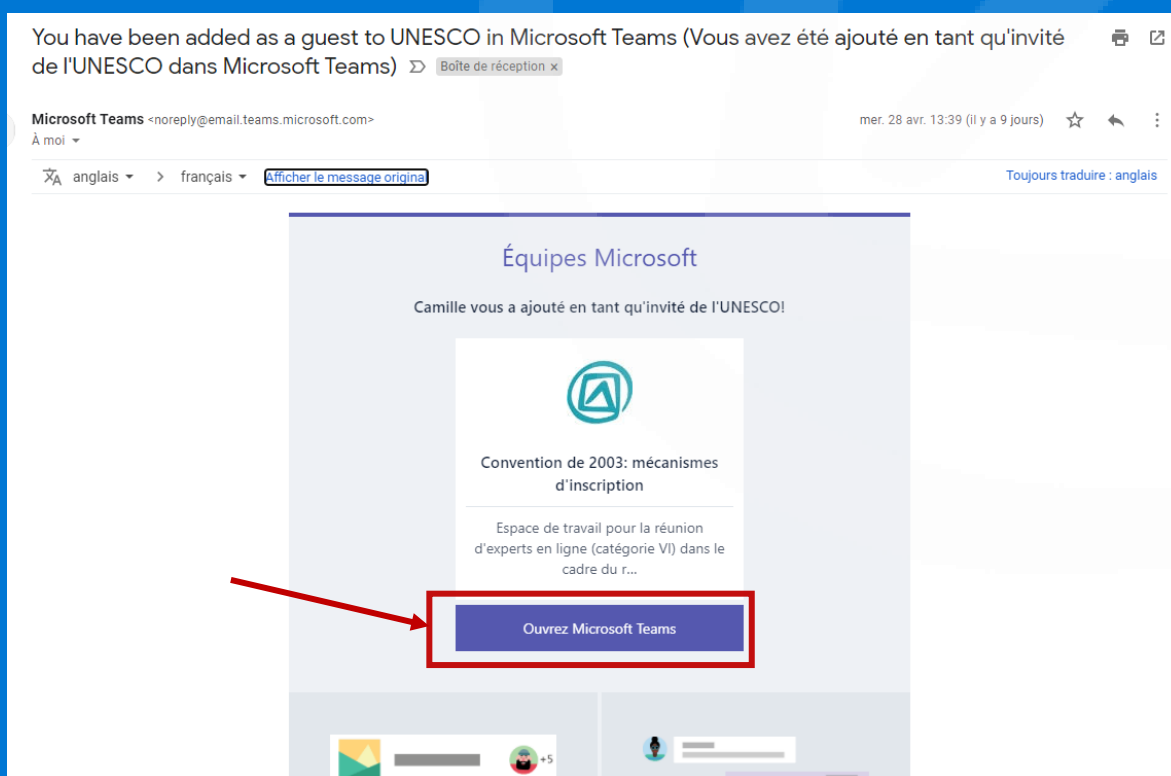 You have been added as a guest to UNESCO in Microsoft Teams (Vous avez été ajouté en tant qu'invité
de l'UNESCO dans Microsoft Teams) Boîte de réception ×
Microsoft Teams <noreply@email.teams.microsoft.com> mer. 28 avr. 13:39 (il y a 9 jours)
À moi
anglais > français Afficher le message original Toujours traduire : anglais
Équipes Microsoft
Camille vous a ajouté en tant qu'invité de l'UNESCO!
Convention de 2003: mécanismes
d'inscription
Espace de travail pour la réunion
d'experts en ligne (catégorie VI) dans le
cadre du r...
Ouvrez Microsoft Teams
+5